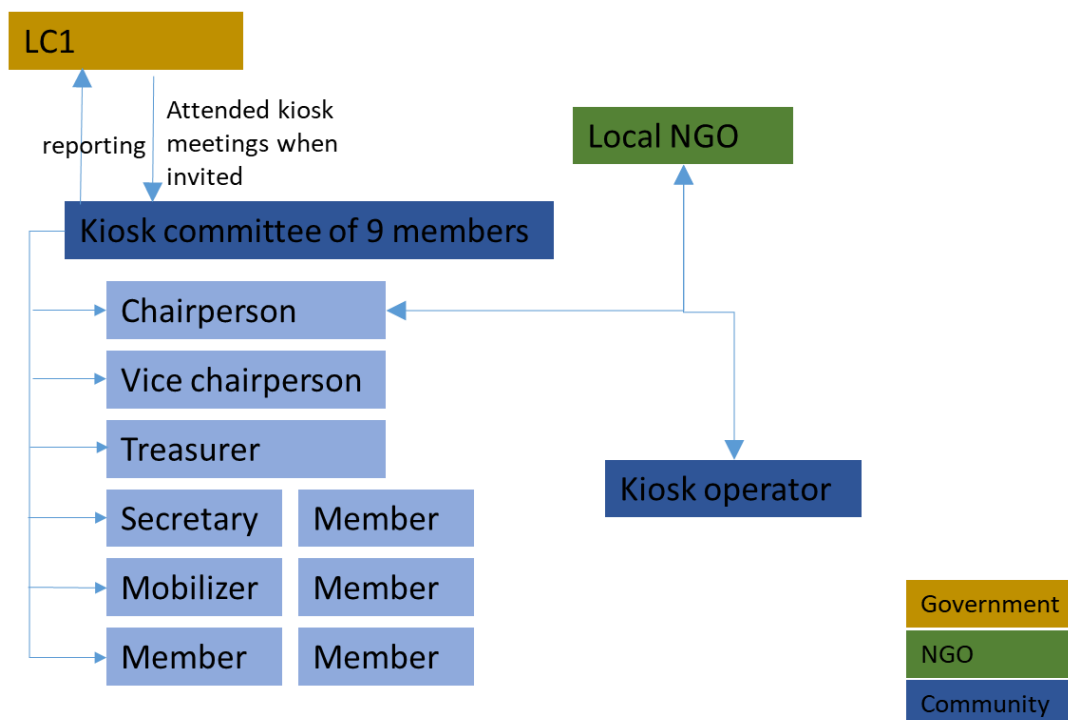 LC1
reporting
Attended kiosk
meetings when
invited
Local NGO
Kiosk committee of 9 members
Chairperson
Vice chairperson
Treasurer
Secretary
Member
Mobilizer
Member
Member
Member
Kiosk operator
Government
NGO
Community